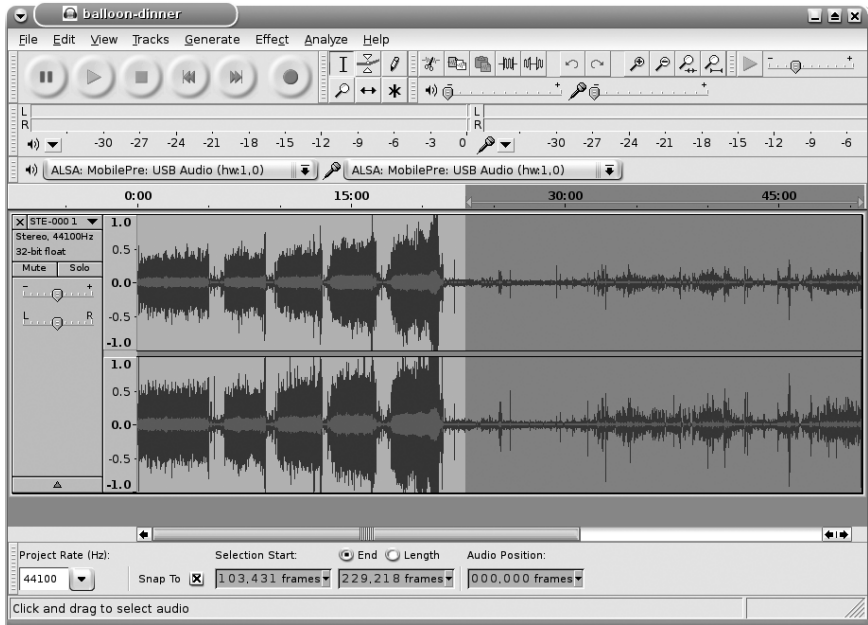 balloon-dinner
File Edit View Tracks Generate Effect Analyze Help
L
R
L
R
-30 -27 -24 -21 -18 -15 -12 -9 -6 -3 0
-30 -27 -24 -21 -18 -15 -12 -9 -6
ALSA: MobilePre: USB Audio (hw:1,0)
ALSA: MobilePre: USB Audio (hw:1,0)
0:00 15:00 30:00 45:00
STE-000 1
Stereo, 44100Hz
32-bit float
Mute Solo
- +
L R
1.0
0.5
0.0
-0.5
-1.0
1.0
0.5
0.0
-0.5
-1.0
Project Rate (Hz): Selection Start: End Length Audio Position:
44100 Snap To 103,431 frames 229,218 frames 000,000 frames
Click and drag to select audio